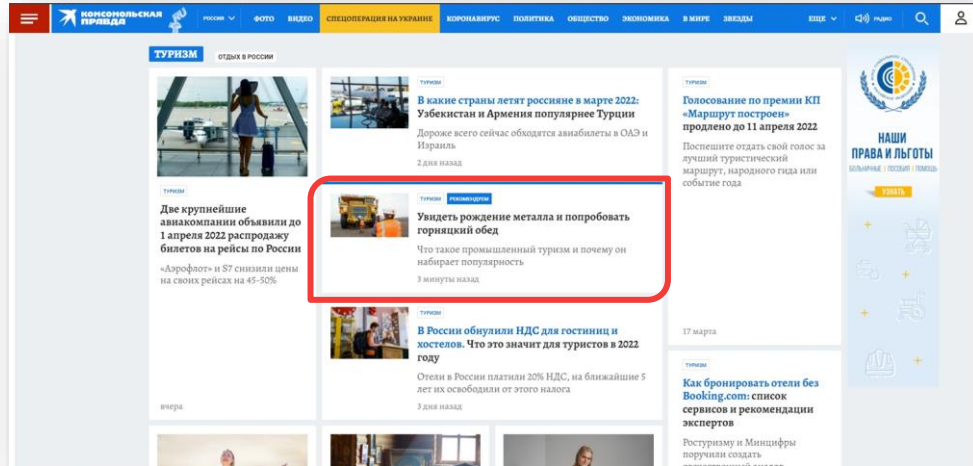 КОМСОМОЛЬСКАЯ
ПРАВДА
РОССИЯ
ФОТО
ВИДЕО
СПЕЦОПЕРАЦИЯ НА УКРАИНЕ
КОРОНАВИРУС
ПОЛИТИКА
ОБЩЕСТВО
ЭКОНОМИКА
В МИРЕ
ЗВЕЗДЫ
ЕЩЕ
РАДИО
ТУРИЗМ
ОТДЫХ В РОССИИ
ТУРИЗМ
Две крупнейшие
авиакомпании объявили до
1 апреля 2022 распродажу
билетов на рейсы по России
«Аэрофлот» и S7 снизили цены
на своих рейсах на 45-50%
вчера
ТУРИЗМ
В какие страны летят россияне в марте 2022:
Узбекистан и Армения популярнее Турции
Дороже всего сейчас обходятся авиабилеты в ОАЭ и
Израиль
2 дня назад
ТУРИЗМ
РЕКОМЕНДУЕМ
Увидеть рождение металла и попробовать
горняцкий обед
Что такое промышленный туризм и почему он
набирает популярность
3 минуты назад
ТУРИЗМ
В России обнулили НДС для гостиниц и
хостелов. Что это значит для туристов в 2022
году
Отели в России платили 20% НДС, на ближайшие 5
лет их освободили от этого налога
3 дня назад
ТУРИЗМ
Голосование по премии КП
«Маршрут построен»
продлено до 11 апреля 2022
Поспешите отдать свой голос за
лучший туристический
маршрут, народного гида или
событие года
17 марта
ТУРИЗМ
Как бронировать отели без
Booking.com: список
сервисов и рекомендации
экспертов
Ростуризму и Минцифры
поручили создать
НАШИ
ПРАВА И ЛЬГОТЫ
БОЛЬНИЧНЫЕ | ПОСОБИЯ | ПОМОЩЬ
УЗНАТЬ